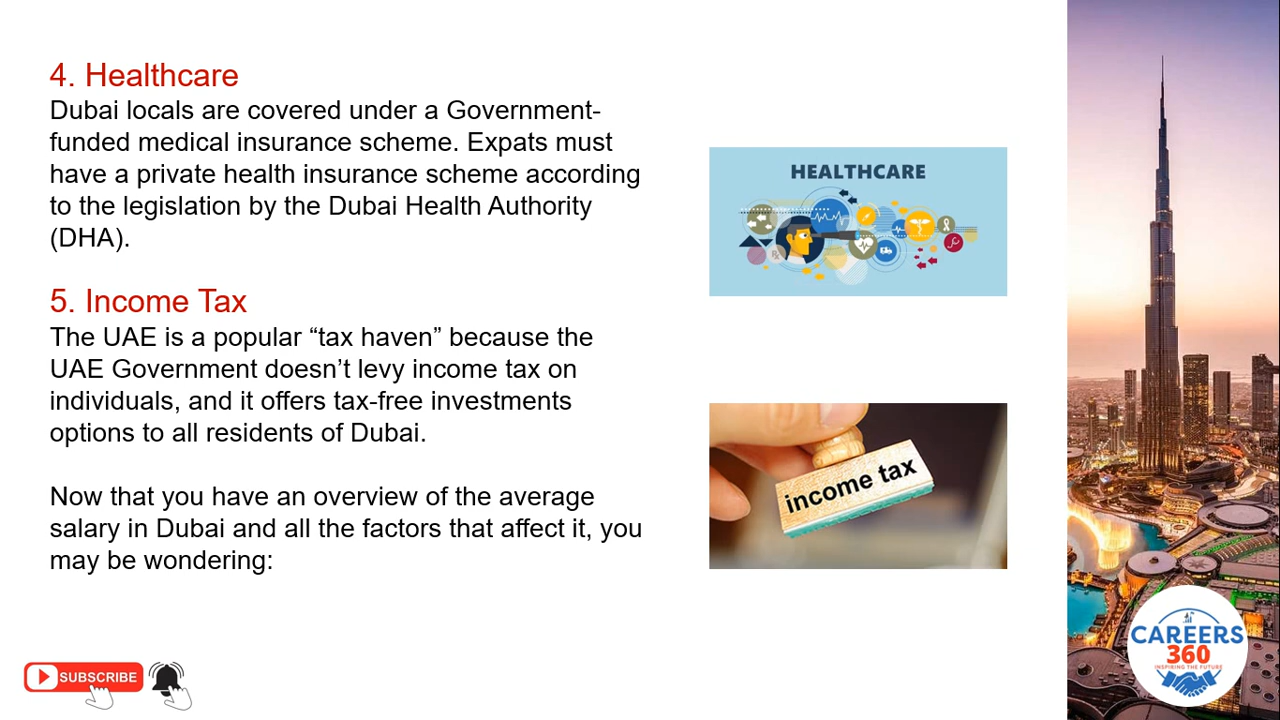 4. Healthcare
Dubai locals are covered under a Government-
funded medical insurance scheme. Expats must
have a private health insurance scheme according
to the legislation by the Dubai Health Authority
(DHA).
HEALTHCARE
5. Income Tax
The UAE is a popular “tax haven” because the
UAE Government doesn’t levy income tax on
individuals, and it offers tax-free investments
options to all residents of Dubai.
income tax
Now that you have an overview of the average
salary in Dubai and all the factors that affect it, you
may be wondering:
SUBSCRIBE
CAREERS
360
INSPIRING THE FUTURE